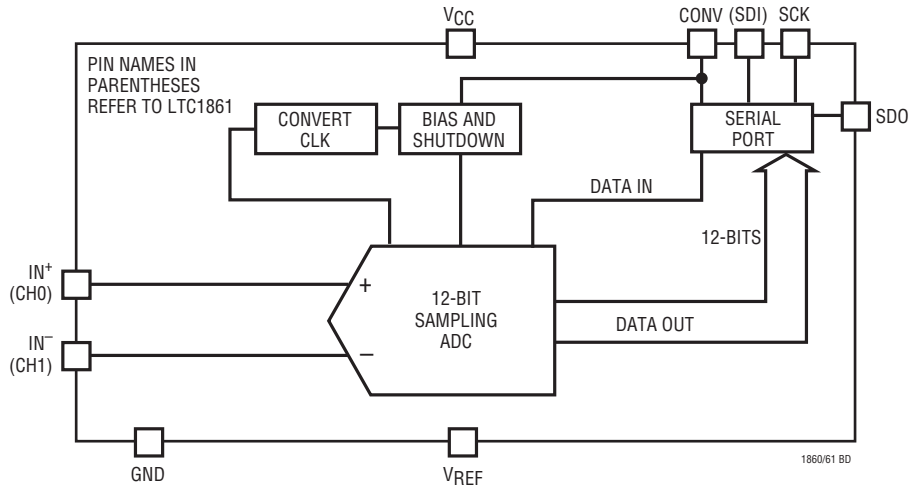 VCC
CONV (SDI) SCK
PIN NAMES IN
PARENTHESES
REFER TO LTC1861
CONVERT
CLK
BIAS AND
SHUTDOWN
SERIAL
PORT
SDO
DATA IN
12-BITS
IN+
(CH0)
+
12-BIT
SAMPLING
ADC
DATA OUT
IN−
(CH1)
−
GND
VREF
1860/61 BD